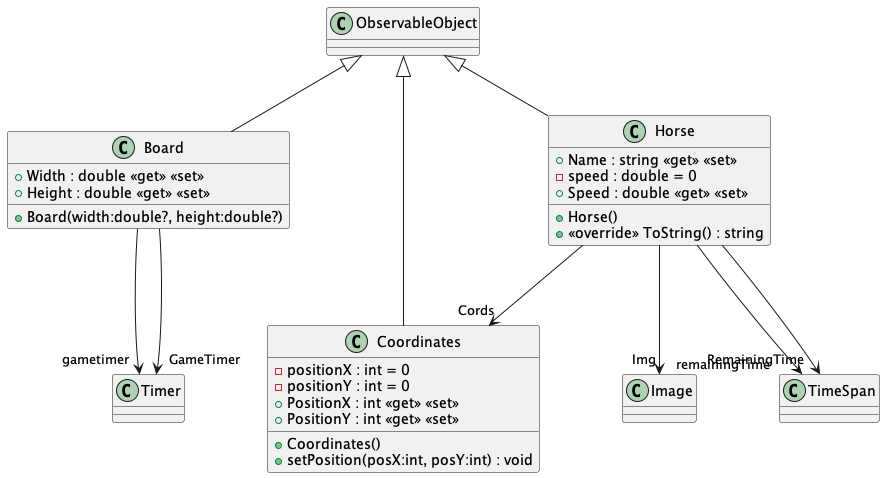 C ObservableObject
C Board
Width : double «get» «set»
Height : double «get» «set»
Board(width:double?, height:double?)
C Horse
Name : string «get» «set»
speed : double = 0
Speed : double «get» «set»
Horse()
«override» ToString() : string
Cords
gametimer
GameTimer
Img
remainingTime
RemainingTime
C Timer
C Coordinates
positionX : int = 0
positionY : int = 0
PositionX : int «get» «set»
PositionY : int «get» «set»
Coordinates()
setPosition(posX:int, posY:int) : void
C Image
C TimeSpan